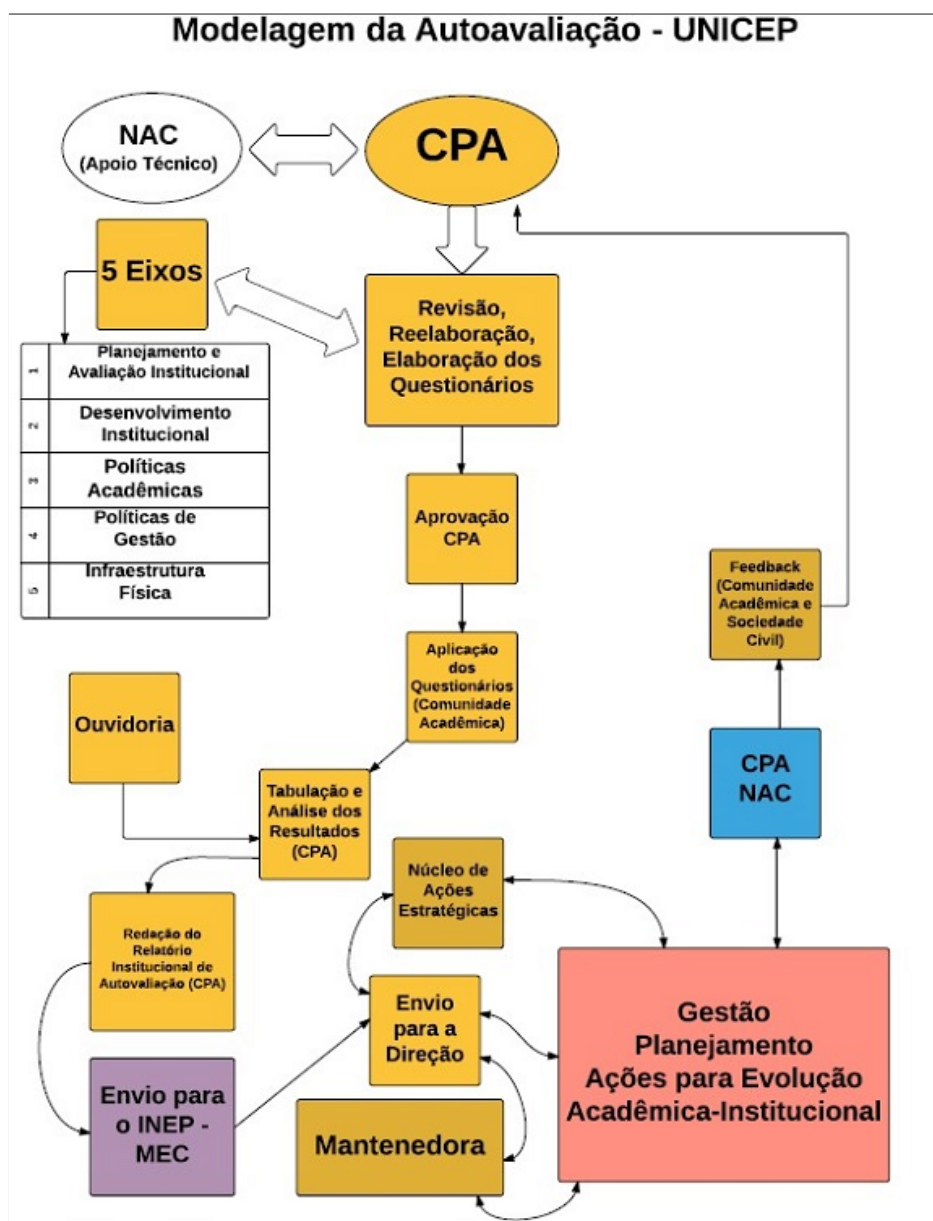 Modelagem da Autoavaliação - UNICEP
NAC
(Apoio Técnico)
CPA
5 Eixos
Revisão,
Reelaboração,
Elaboração dos
Questionários
1
Planejamento e
Avaliação Institucional
2
Desenvolvimento
Institucional
3
Políticas
Acadêmicas
4
Políticas de
Gestão
5
Infraestrutura
Física
Aprovação
CPA
Feedback
(Comunidade
Acadêmica e
Sociedade
Civil)
Aplicação
dos
Questionários
(Comunidade
Acadêmica)
Ouvidoria
CPA
NAC
Tabulação e
Análise dos
Resultados
(CPA)
Núcleo de
Ações
Estratégicas
Redação do
Relatório
Institucional de
Autovaliação (CPA)
Envio
para a
Direção
Gestão
Planejamento
Ações para Evolução
Acadêmica-Institucional
Envio para
o INEP -
MEC
Mantenedora